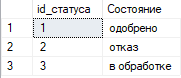 id_статуса Состояние
1 1 одобрено
2 2 отказ
3 3 в обработке